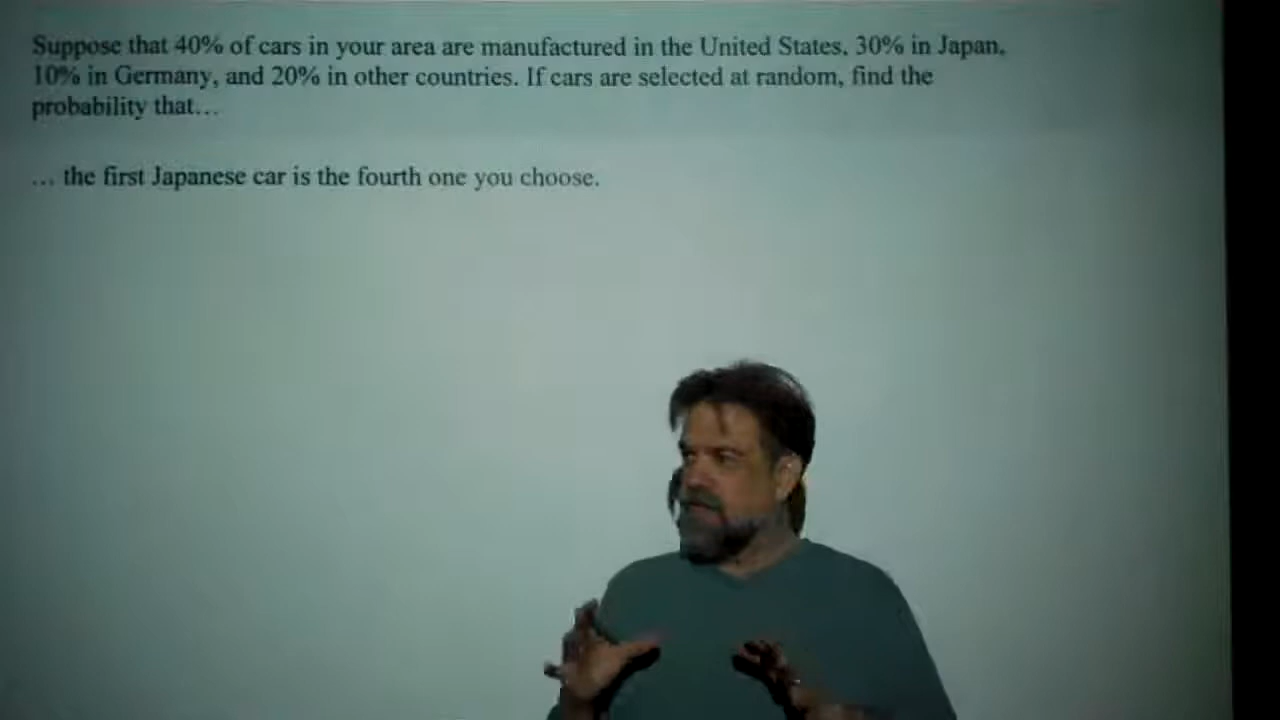 Suppose that 40% of cars in your area are manufactured in the United States, 30% in Japan,
10% in Germany, and 20% in other countries. If cars are selected at random, find the
probability that…
… the first Japanese car is the fourth one you choose.